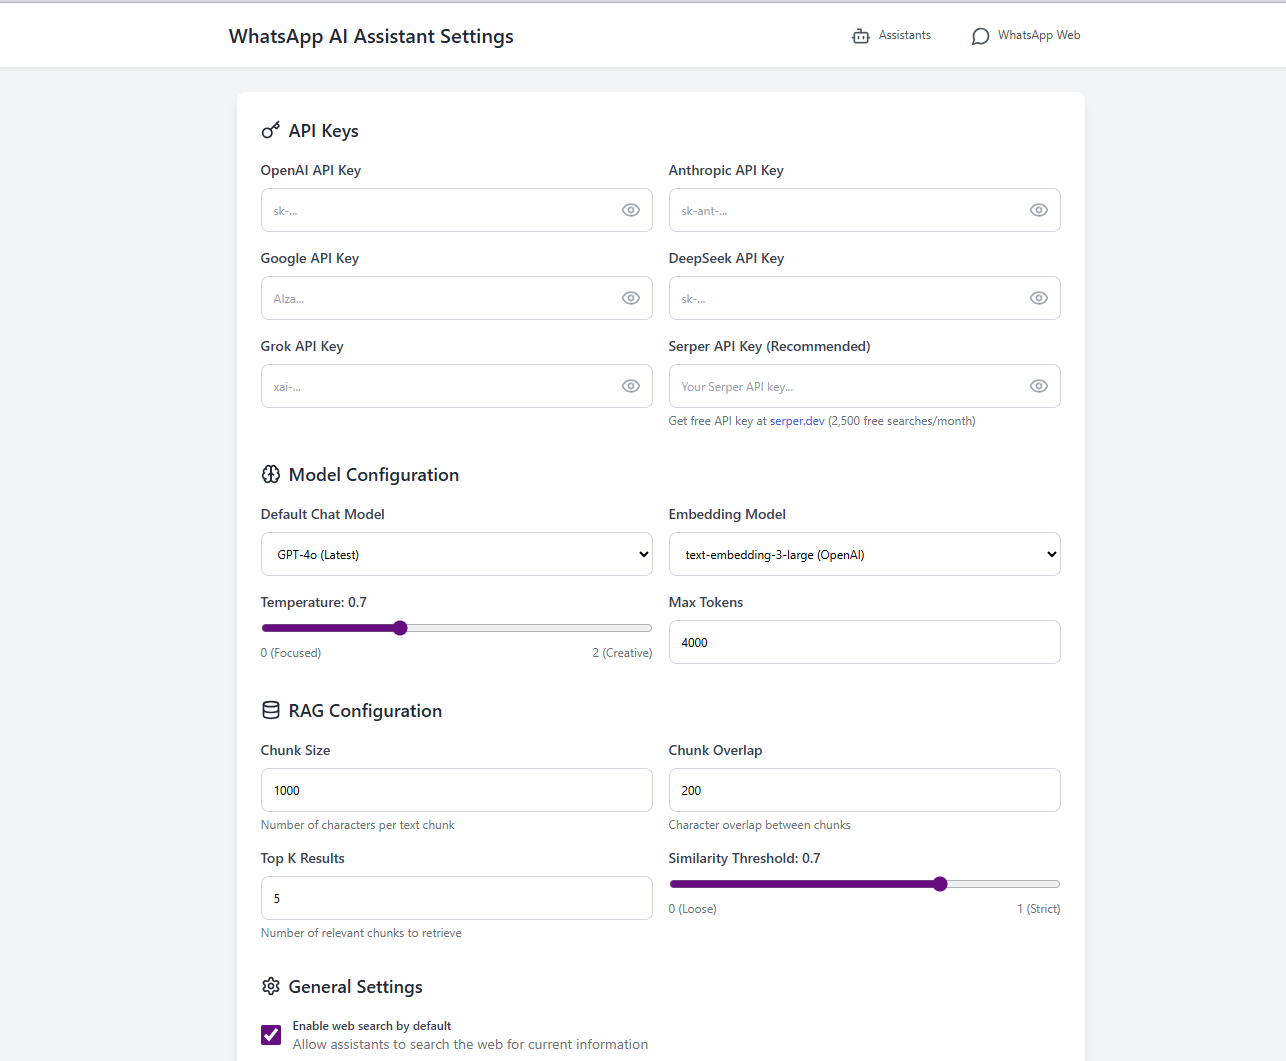 WhatsApp AI Assistant Settings
Assistants
WhatsApp Web
API Keys
OpenAI API Key
Anthropic API Key
sk-...
sk-ant-...
Google API Key
DeepSeek API Key
AIza...
sk-...
Grok API Key
Serper API Key (Recommended)
xai-...
Your Serper API key...
Get free API key at serper.dev (2,500 free searches/month)
Model Configuration
Default Chat Model
Embedding Model
GPT-4o (Latest)
text-embedding-3-large (OpenAI)
Temperature: 0.7
Max Tokens
4000
0 (Focused)
2 (Creative)
RAG Configuration
Chunk Size
Chunk Overlap
1000
200
Number of characters per text chunk
Character overlap between chunks
Top K Results
Similarity Threshold: 0.7
5
0 (Loose)
1 (Strict)
Number of relevant chunks to retrieve
General Settings
Enable web search by default
Allow assistants to search the web for current information